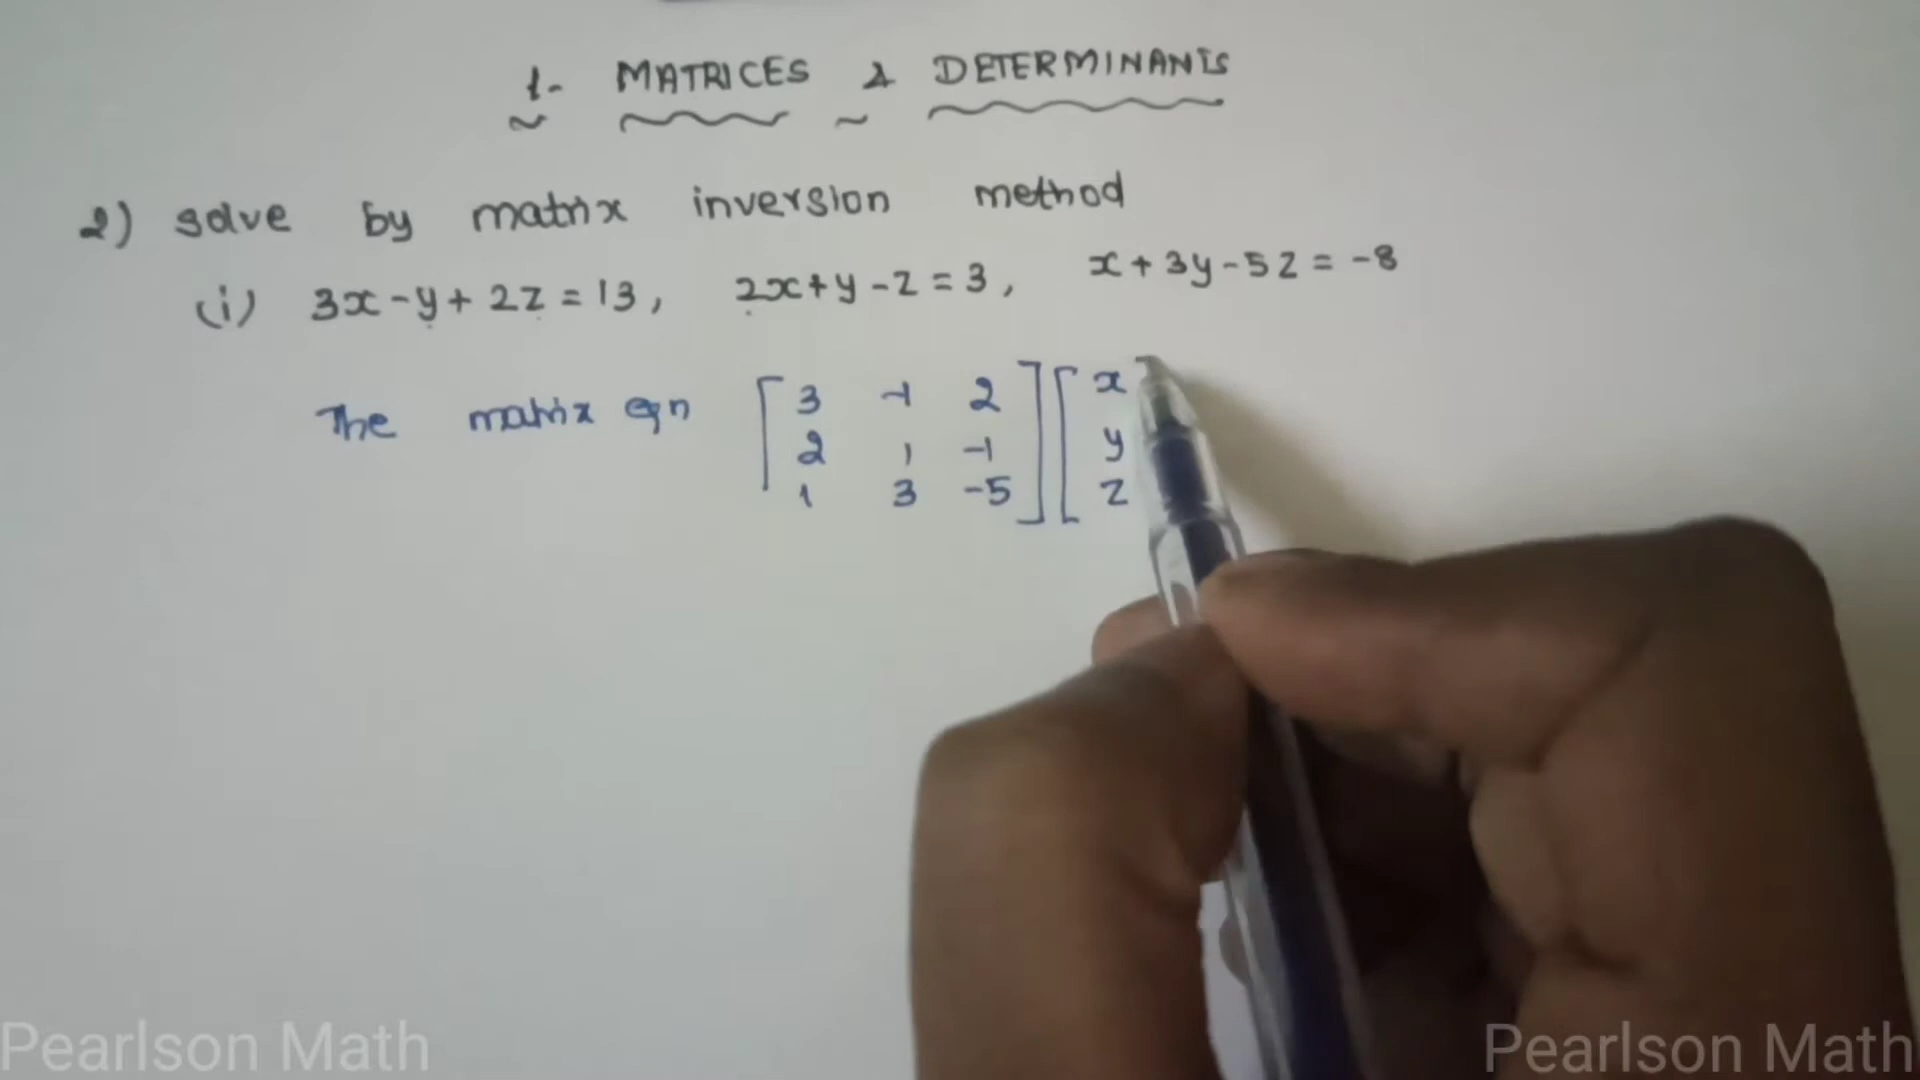 1. MATRICES & DETERMINANTS
2) solve by matrix inversion method
(i) 3x - y + 2z = 13, 2x + y - z = 3, x + 3y - 5z = -8
The matrix eqn [3 -1 2] [x
2 1 -1 y
1 3 -5 z
Pearlson Math Pearlson Math